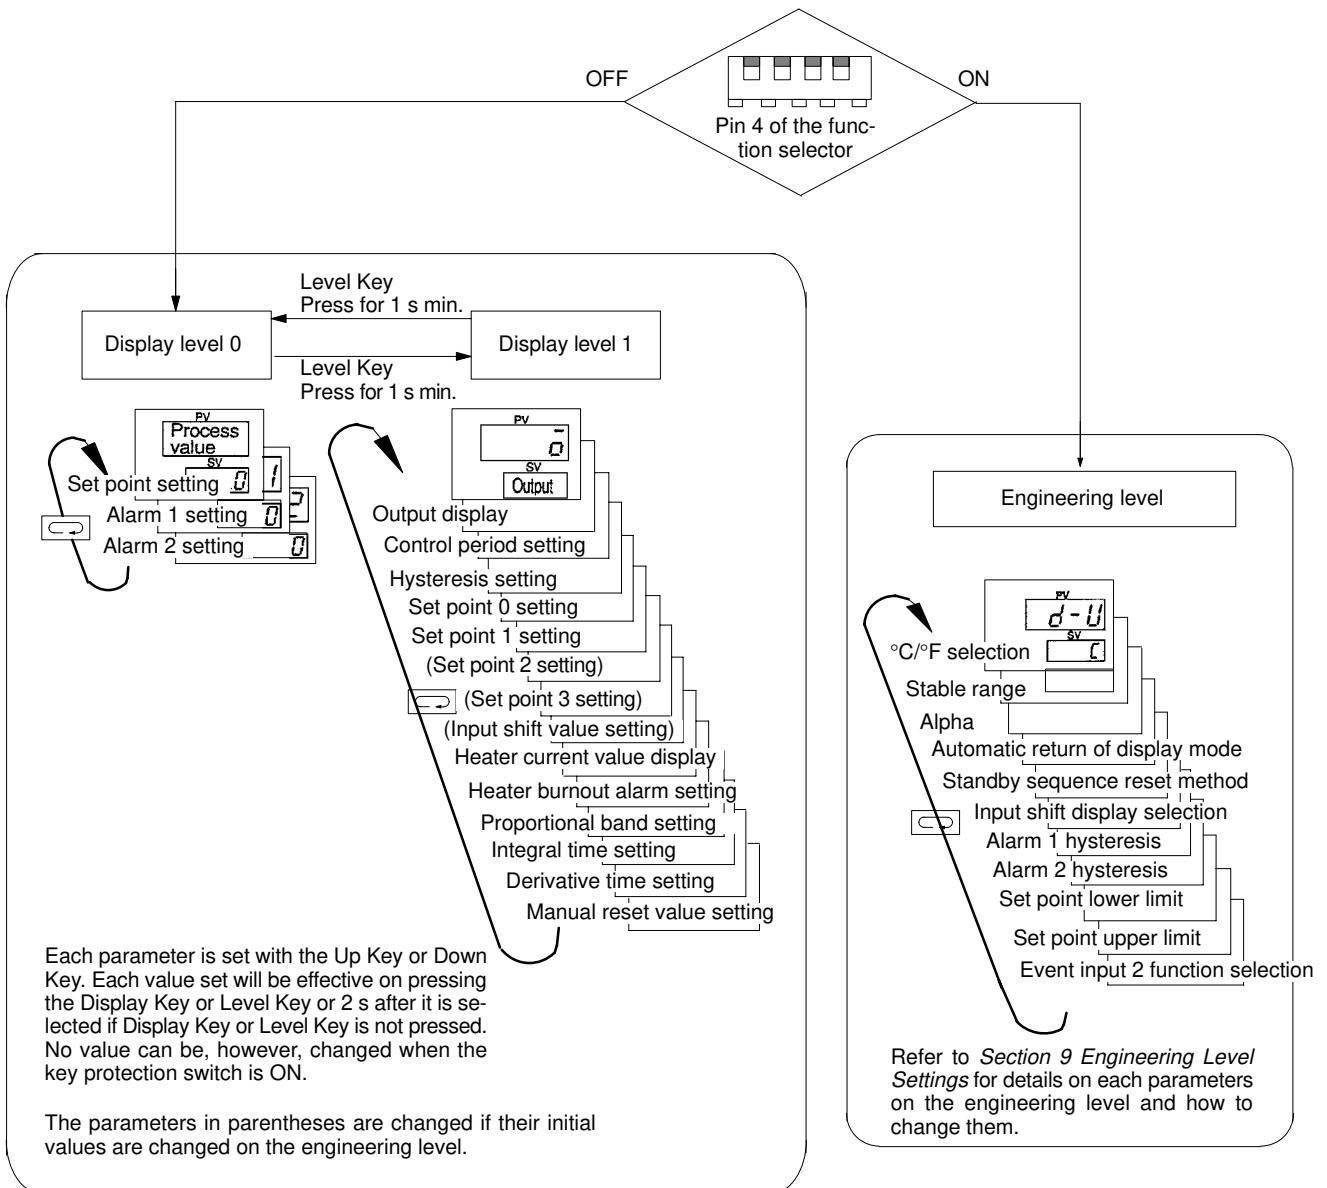 OFF
ON
Pin 4 of the func-
tion selector
Level Key
Press for 1 s min.
Display level 0
Display level 1
Level Key
Press for 1 s min.
PV
Process
value
SV
Set point setting 0 1
Alarm 1 setting 0 2
Alarm 2 setting 0
PV
o
SV
Output
Output display
Control period setting
Hysteresis setting
Set point 0 setting
Set point 1 setting
(Set point 2 setting)
(Set point 3 setting)
(Input shift value setting)
Heater current value display
Heater burnout alarm setting
Proportional band setting
Integral time setting
Derivative time setting
Manual reset value setting
Each parameter is set with the Up Key or Down
Key. Each value set will be effective on pressing
the Display Key or Level Key or 2 s after it is se-
lected if Display Key or Level Key is not pressed.
No value can be, however, changed when the
key protection switch is ON.
The parameters in parentheses are changed if their initial
values are changed on the engineering level.
Engineering level
PV
d-U
SV
C
°C/°F selection
Stable range
Alpha
Automatic return of display mode
Standby sequence reset method
Input shift display selection
Alarm 1 hysteresis
Alarm 2 hysteresis
Set point lower limit
Set point upper limit
Event input 2 function selection
Refer to Section 9 Engineering Level
Settings for details on each parameters
on the engineering level and how to
change them.